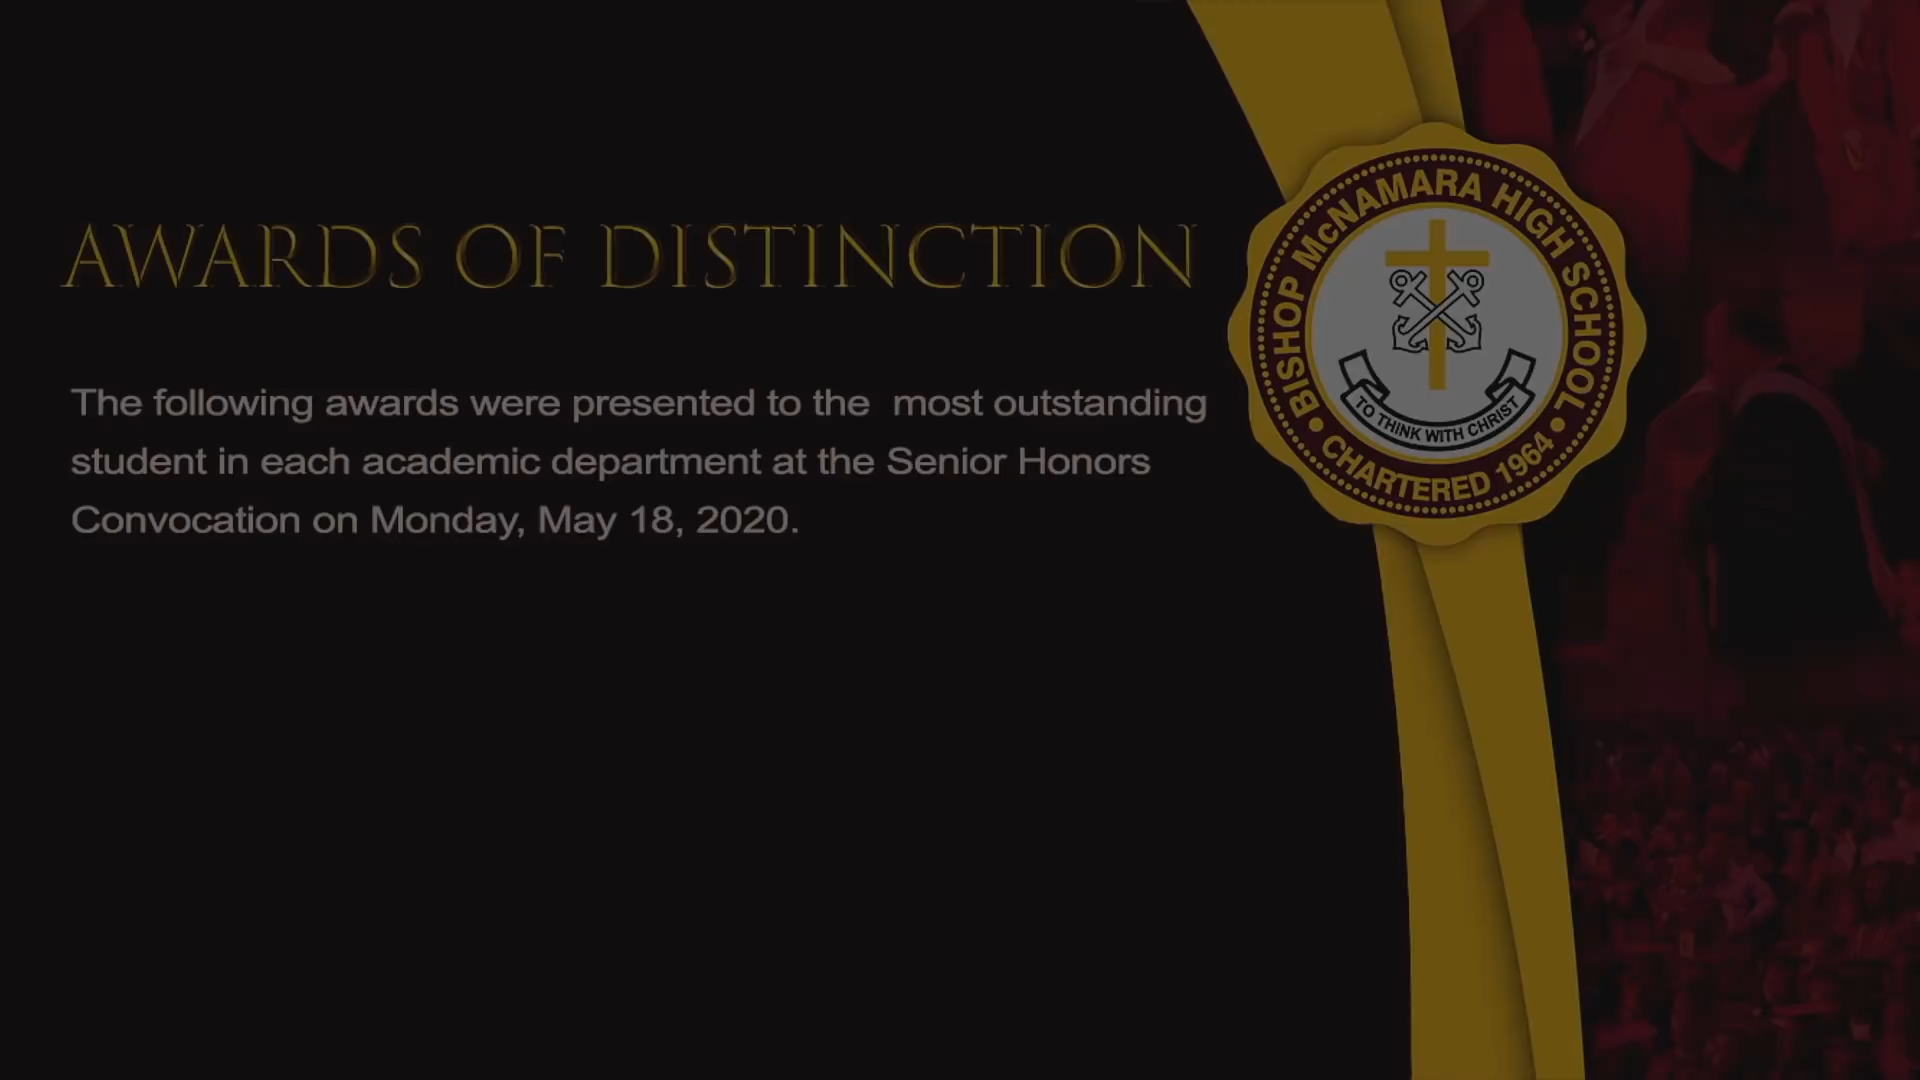 AWARDS OF DISTINCTION
The following awards were presented to the  most outstanding
student in each academic department at the Senior Honors
Convocation on Monday, May 18, 2020.
BISHOP McNAMARA HIGH SCHOOL
TO THINK WITH CHRIST
• CHARTERED 1964 •